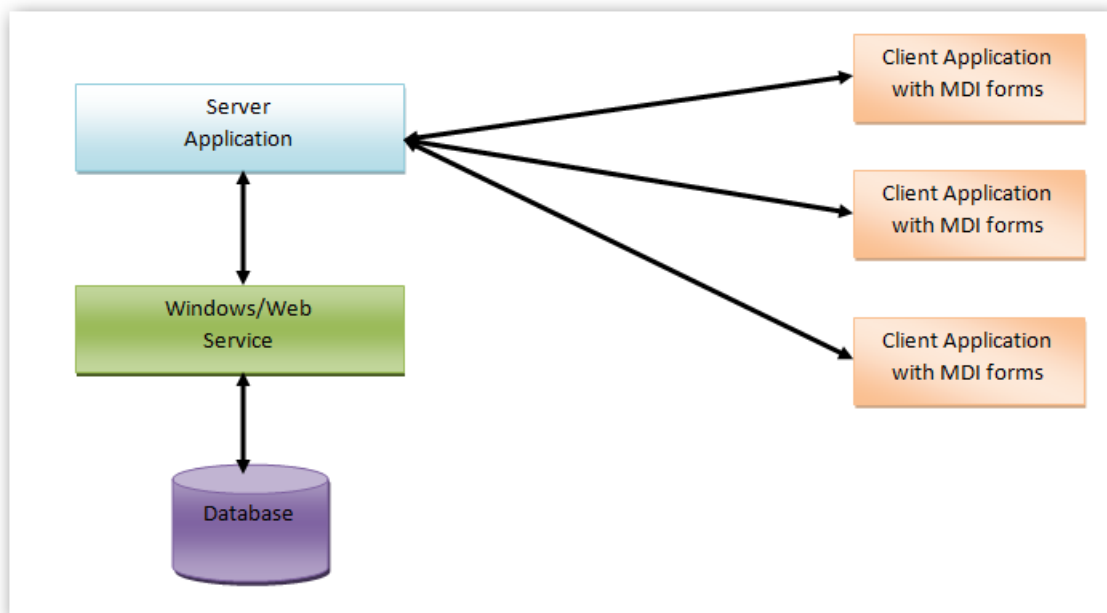 Server
Application
Windows/Web
Service
Database
Client Application
with MDI forms
Client Application
with MDI forms
Client Application
with MDI forms